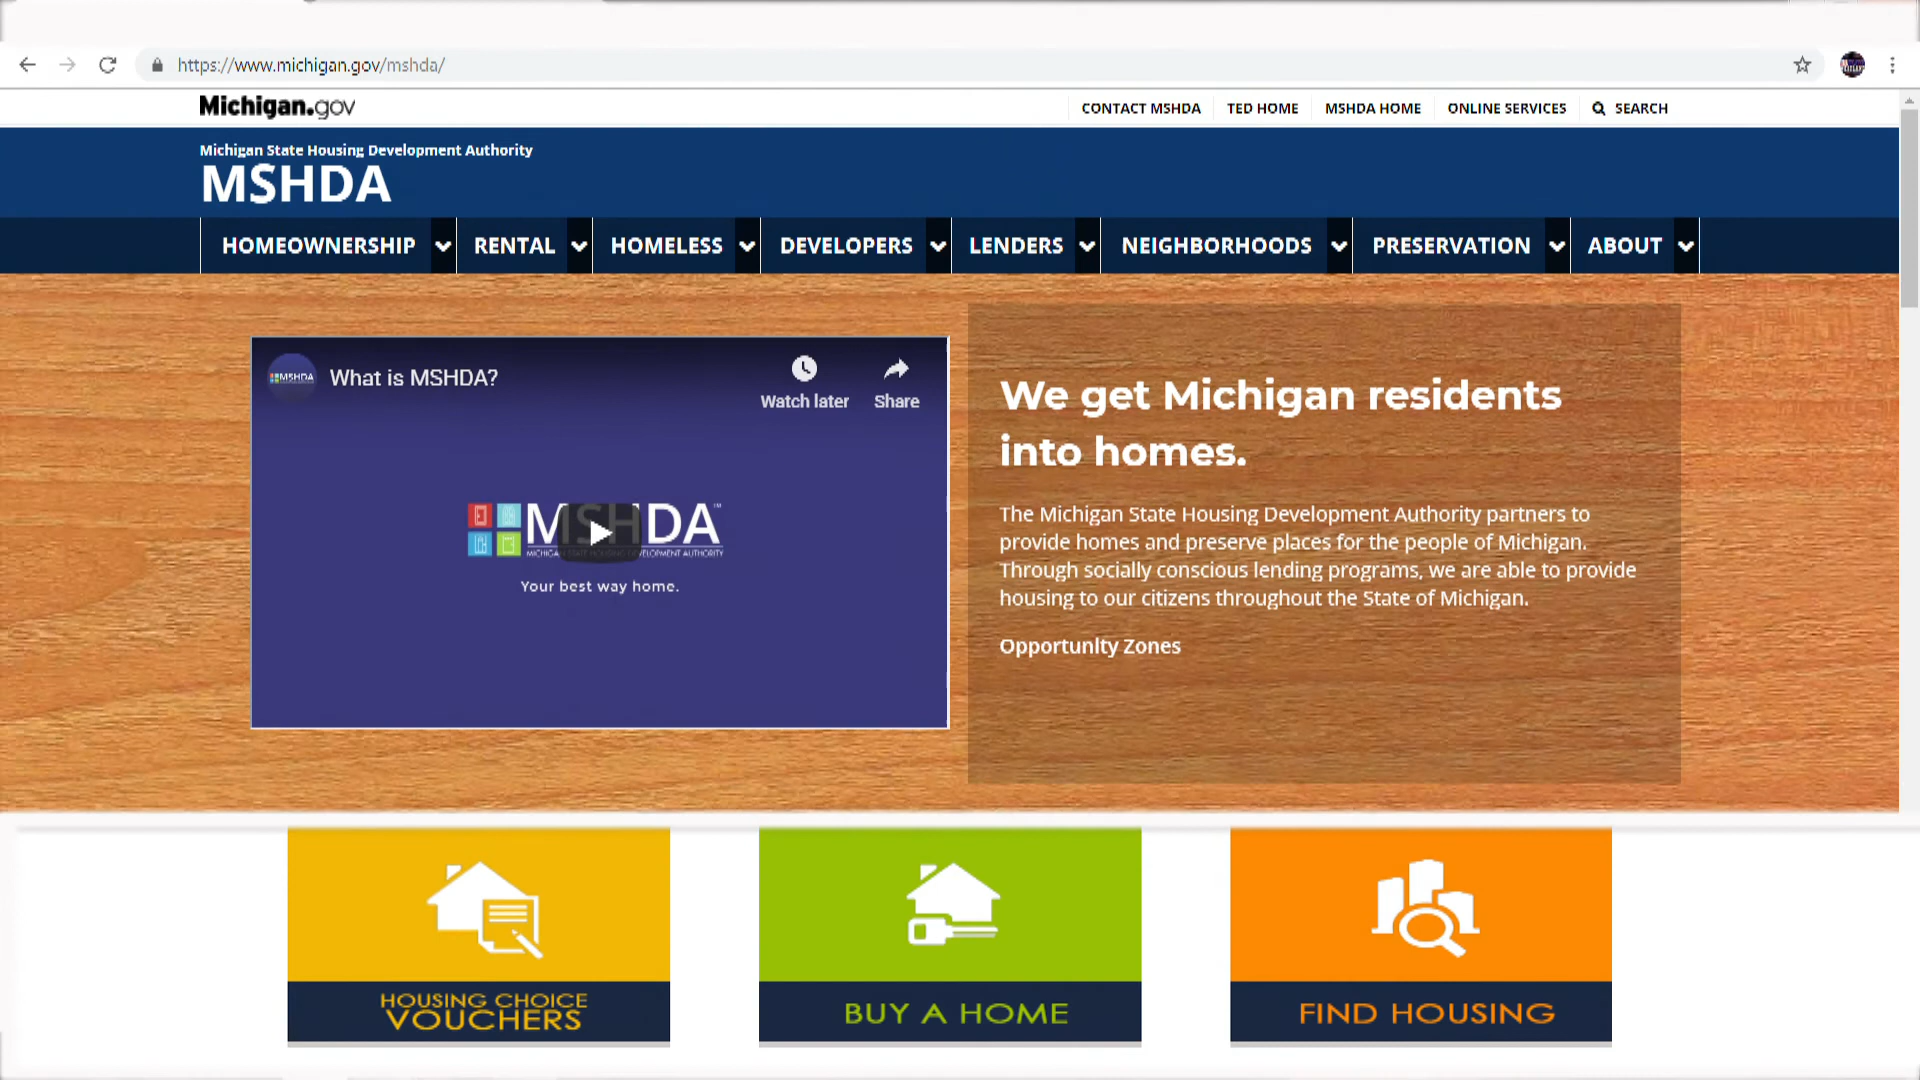 https://www.michigan.gov/mshda/
Michigan.gov
CONTACT MSHDA
TED HOME
MSHDA HOME
ONLINE SERVICES
SEARCH
Michigan State Housing Development Authority
MSHDA
HOMEOWNERSHIP
RENTAL
HOMELESS
DEVELOPERS
LENDERS
NEIGHBORHOODS
PRESERVATION
ABOUT
MSHDA
What is MSHDA?
Watch later
Share
MSHDA
Your best way home.
We get Michigan residents
into homes.
The Michigan State Housing Development Authority partners to
provide homes and preserve places for the people of Michigan.
Through socially conscious lending programs, we are able to provide
housing to our citizens throughout the State of Michigan.
Opportunity Zones
HOUSING CHOICE
VOUCHERS
BUY A HOME
FIND HOUSING